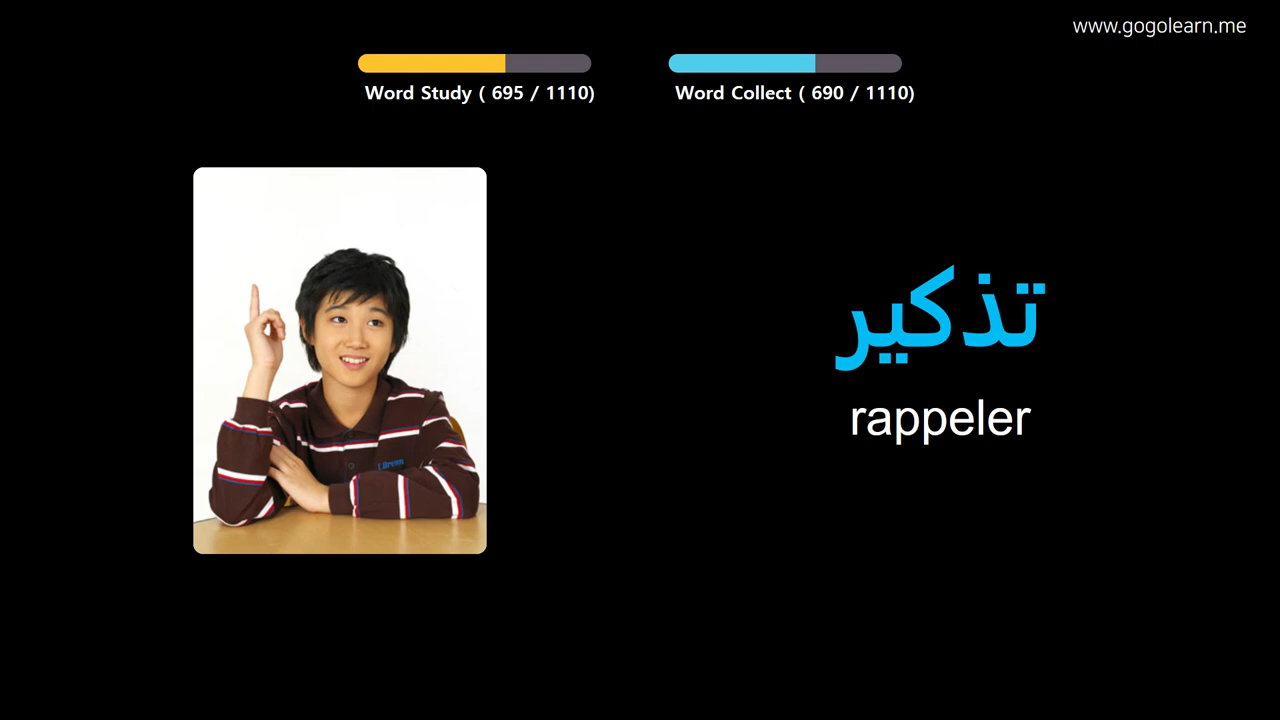 www.gogolearn.me
Word Study ( 695 / 1110)
Word Collect ( 690 / 1110)
تذكير
rappeler